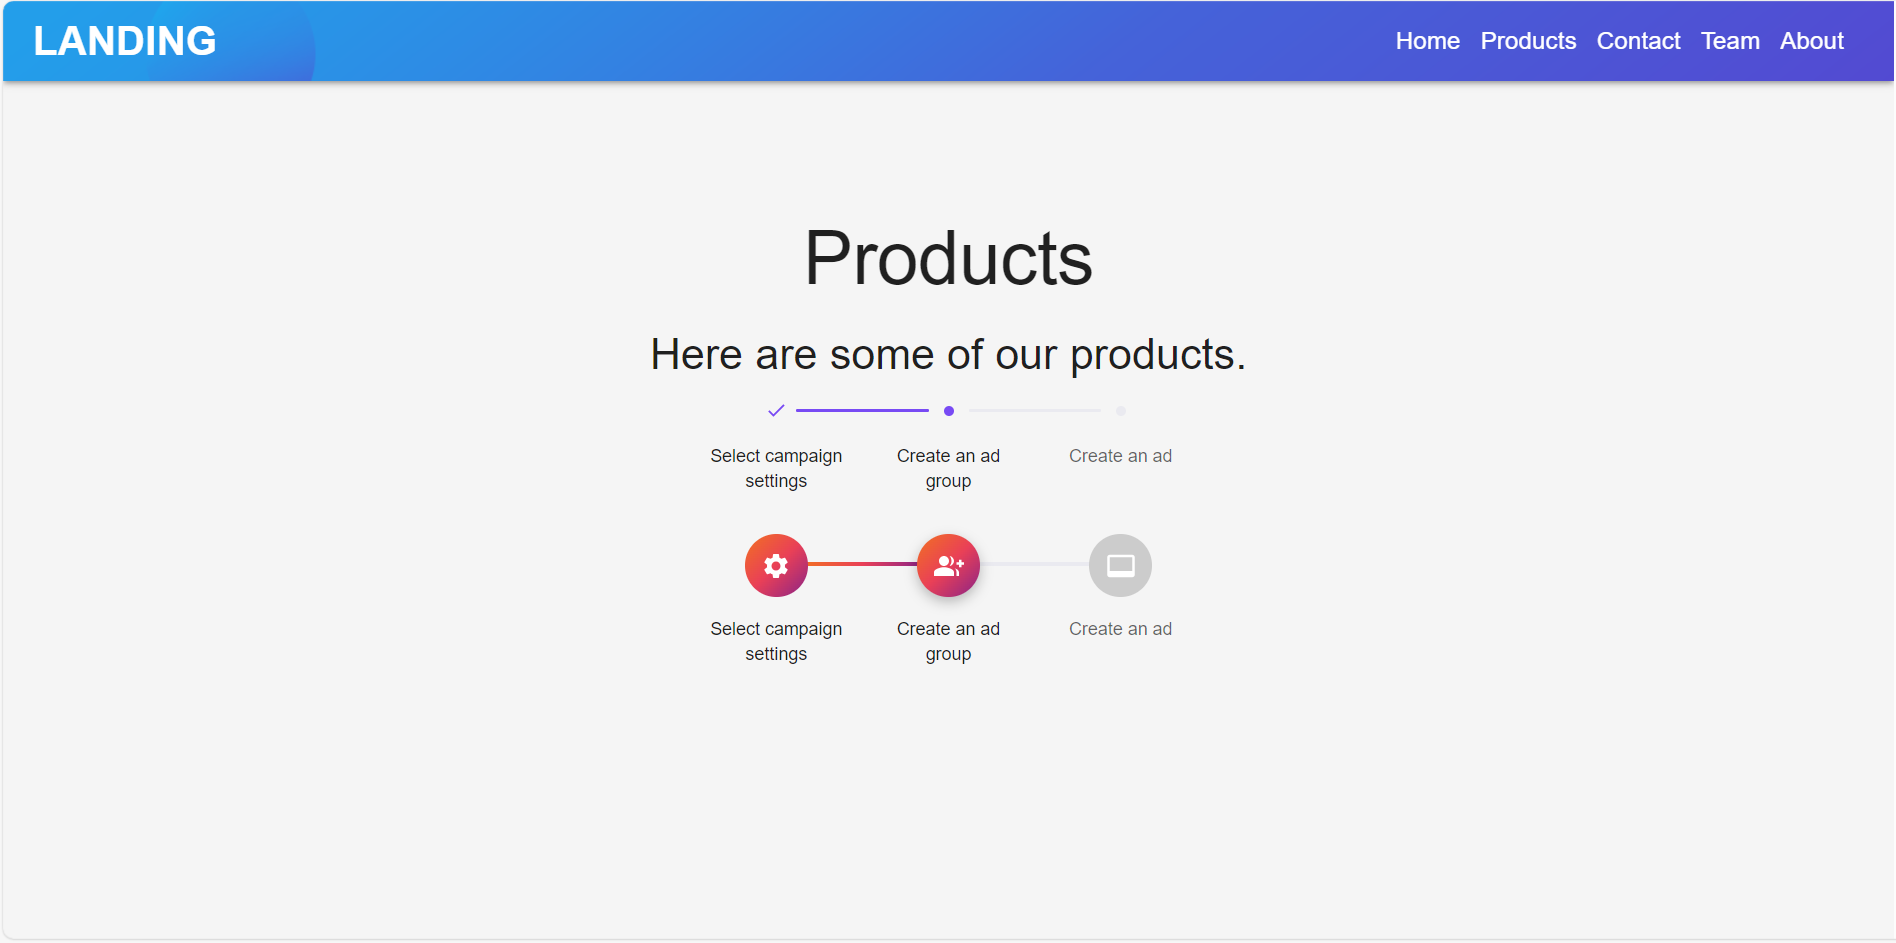 LANDING
Home Products Contact Team About
Products
Here are some of our products.
Select campaign
settings
Create an ad
group
Create an ad
Select campaign
settings
Create an ad
group
Create an ad